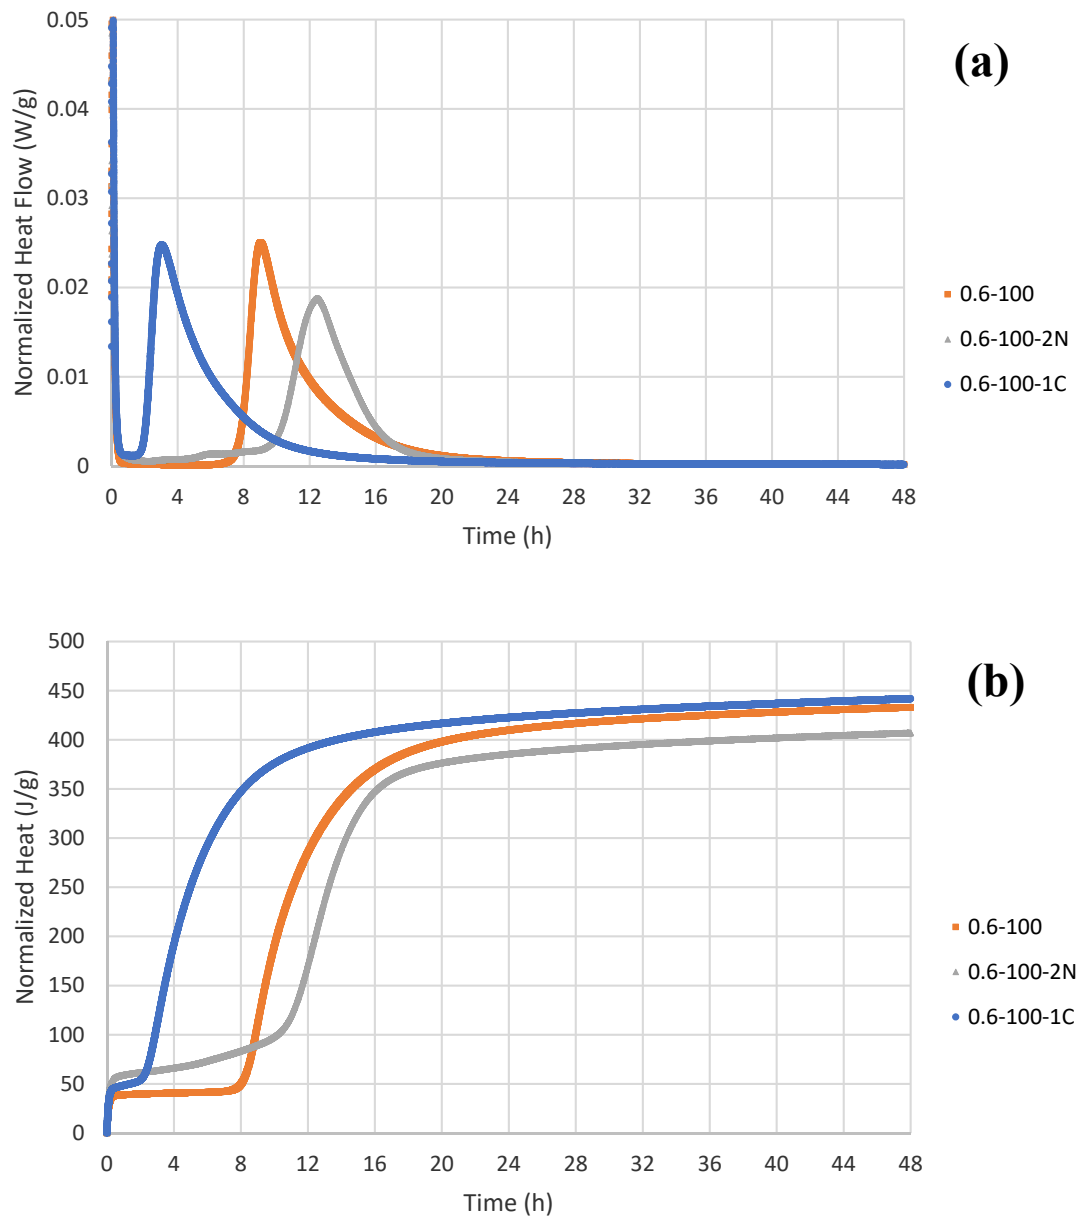 (a)
Normalized Heat Flow (W/g)
0.05
0.04
0.03
0.02
0.01
0
0 4 8 12 16 20 24 28 32 36 40 44 48
Time (h)
0.6-100
0.6-100-2N
0.6-100-1C
(b)
Normalized Heat (J/g)
500
450
400
350
300
250
200
150
100
50
0
0 4 8 12 16 20 24 28 32 36 40 44 48
Time (h)
0.6-100
0.6-100-2N
0.6-100-1C